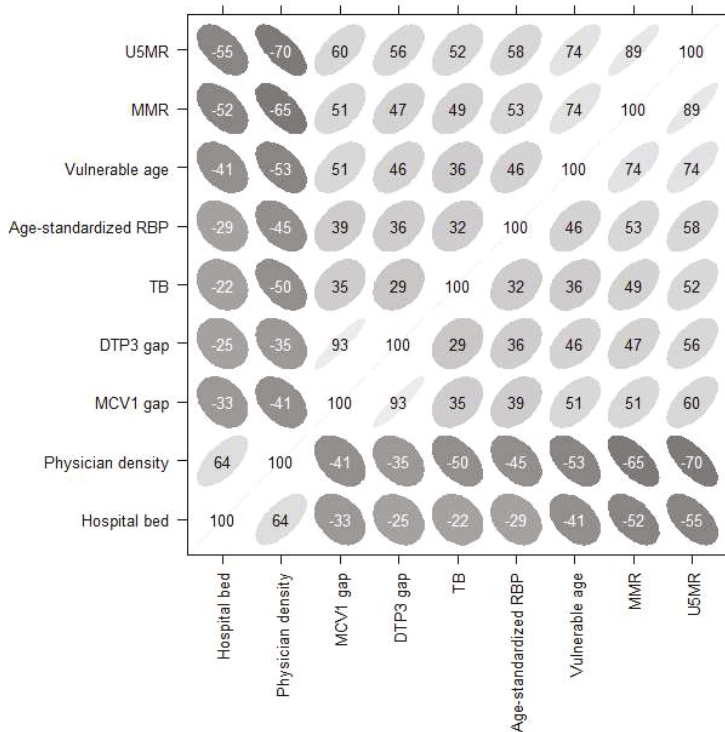 U5MR -55 -70 60 56 52 58 74 89 100
MMR -52 -65 51 47 49 53 74 100 89
Vulnerable age -41 -53 51 46 36 46 100 74 74
Age-standardized RBP -29 -45 39 36 32 100 46 53 58
TB -22 -50 35 29 100 32 36 49 52
DTP3 gap -25 -35 93 100 29 36 46 47 56
MCV1 gap -33 -41 100 93 35 39 51 51 60
Physician density 64 100 -41 -35 -50 -45 -53 -65 -70
Hospital bed 100 64 -33 -25 -22 -29 -41 -52 -55
Hospital bed
Physician density
MCV1 gap
DTP3 gap
TB
Age-standardized RBP
Vulnerable age
MMR
U5MR